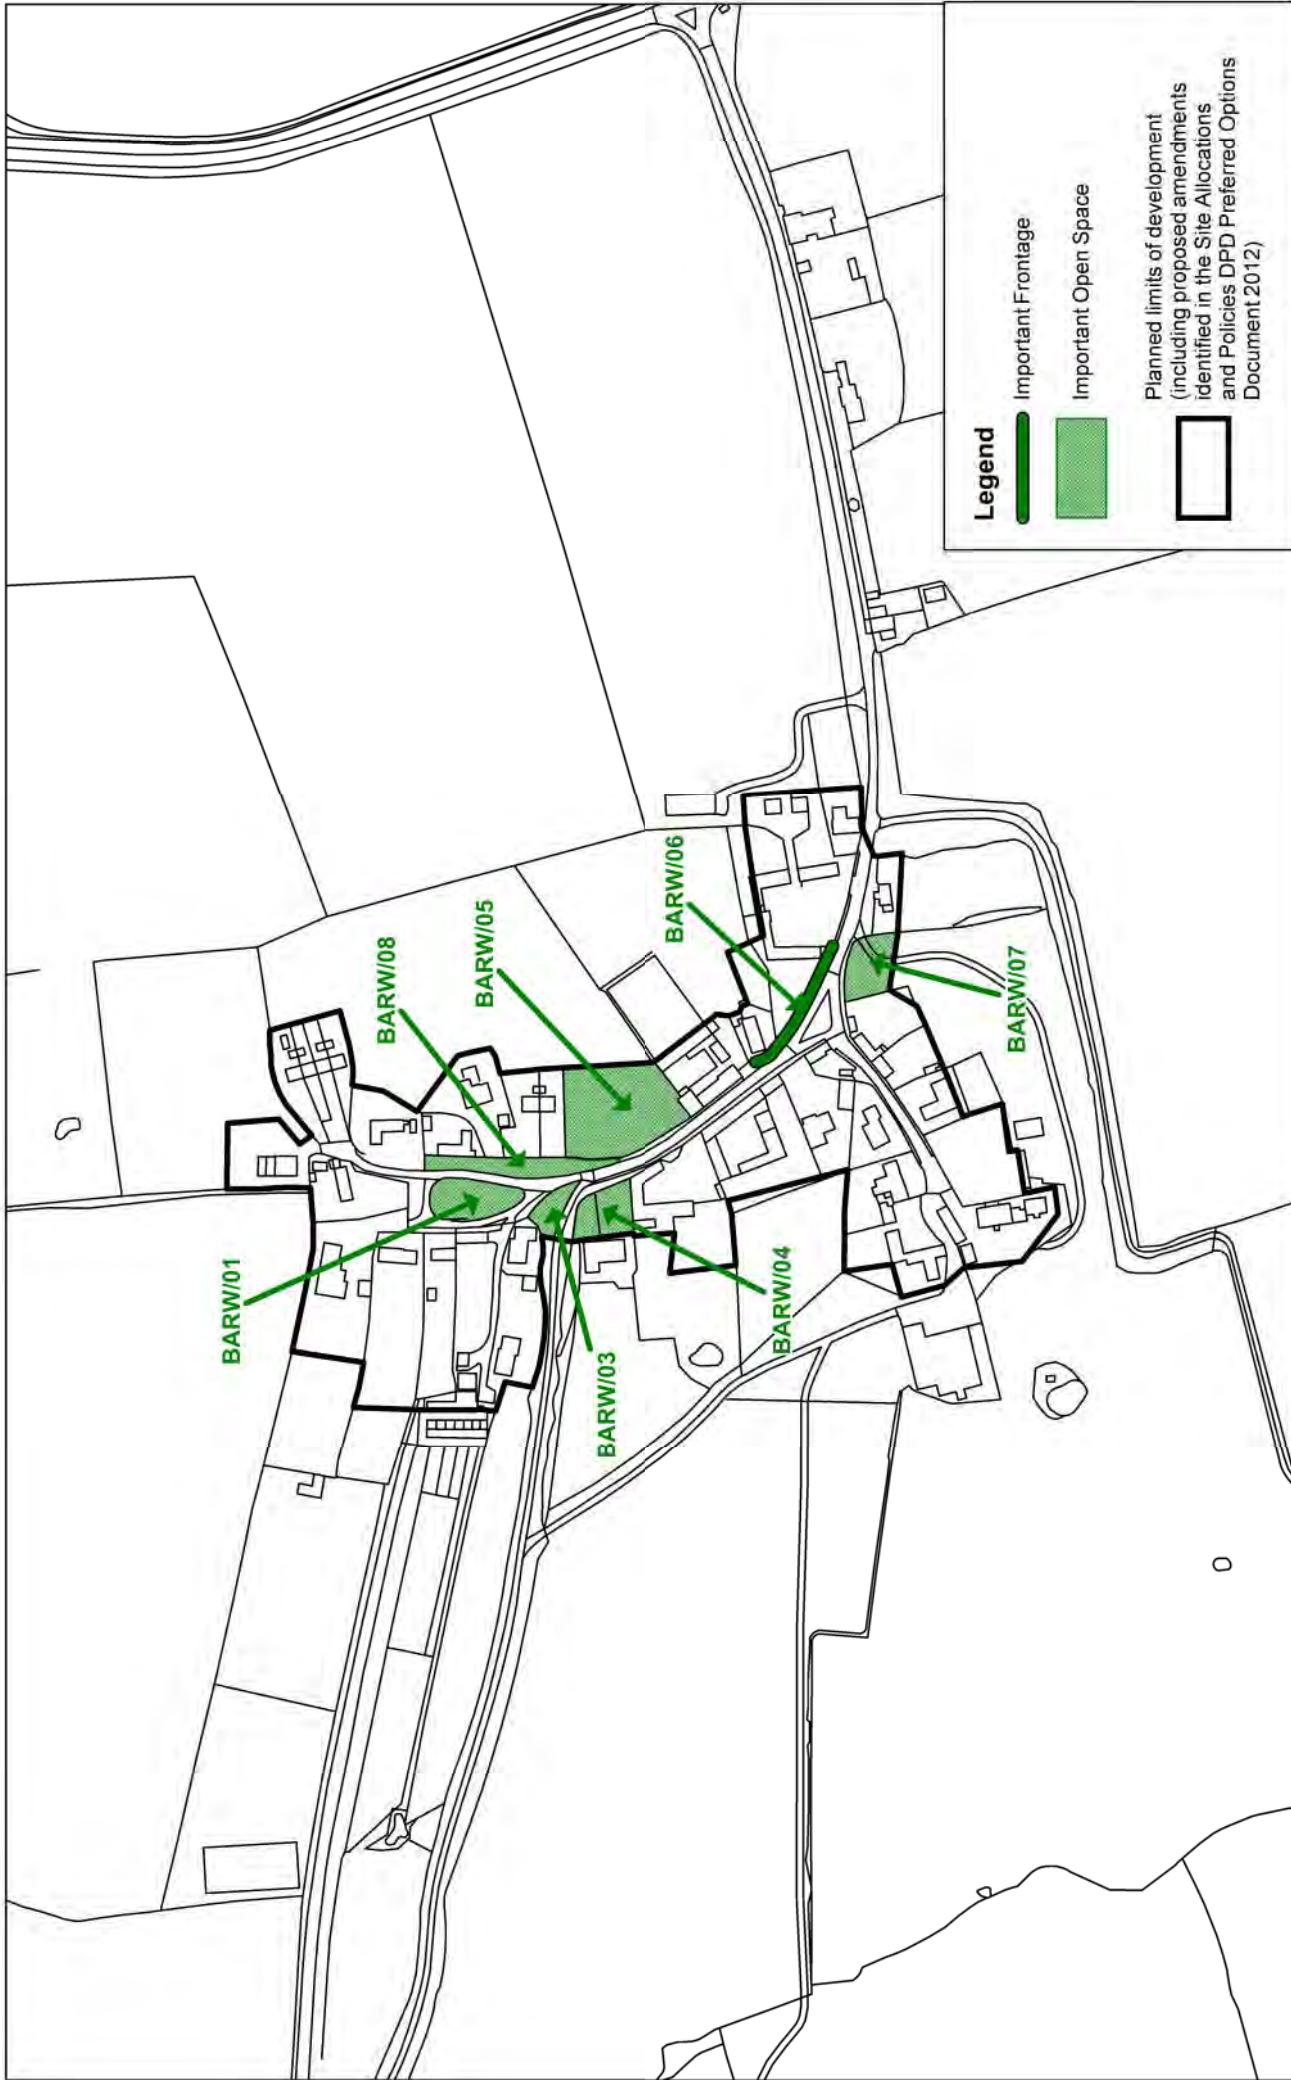 BARW/01
BARW/08
BARW/05
BARW/06
BARW/03
BARW/04
BARW/07
Legend
Important Frontage
Important Open Space
Planned limits of development
(including proposed amendments
identified in the Site Allocations
and Policies DPD Preferred Options
Document 2012)